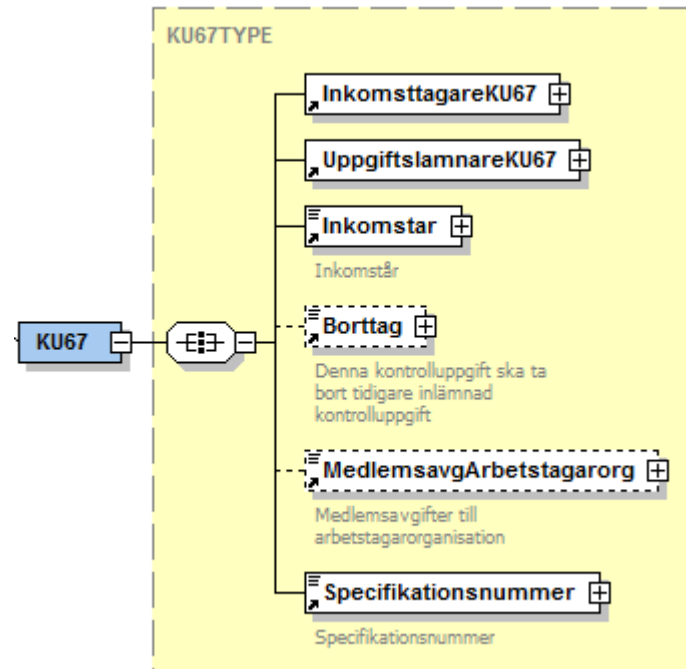 KU67TYPE
InkomsttagareKU67
UppgiftslamnareKU67
Inkomstar
Inkomstår
KU67
Borttag
Denna kontrolluppgift ska ta
bort tidigare inlämnad
kontrolluppgift
MedlemsavgArbetstagarorg
Medlemsavgifter till
arbetstagarorganisation
Specifikationsnummer
Specifikationsnummer